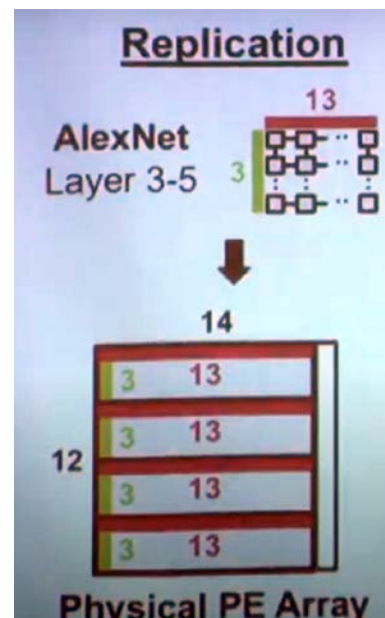 Replication
13
AlexNet
Layer 3-5
3
14
12
3 13
3 13
3 13
3 13
Physical PE Array